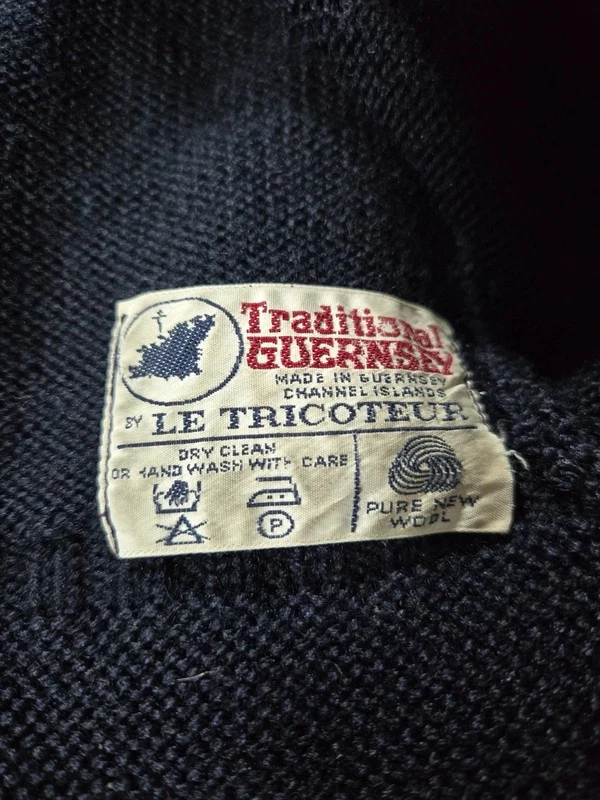 Traditional
GUERNSEY
MADE IN GUERNSEY
CHANNEL ISLANDS
BY LE TRICOTEUR
DRY CLEAN
OR HAND WASH WITH CARE
P
PURE NEW
WOOL